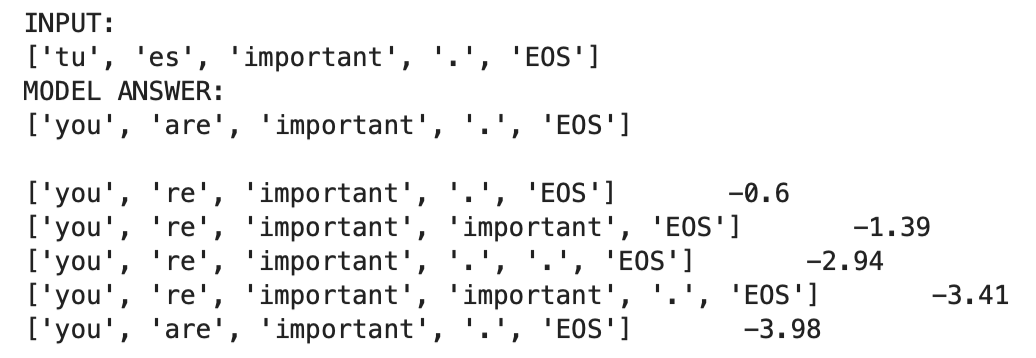 INPUT:
['tu', 'es', 'important', '.', 'EOS']
MODEL ANSWER:
['you', 'are', 'important', '.', 'EOS']

['you', 're', 'important', '.', 'EOS'] -0.6
['you', 're', 'important', 'important', 'EOS'] -1.39
['you', 're', 'important', '.', '.', 'EOS'] -2.94
['you', 're', 'important', 'important', '.', 'EOS'] -3.41
['you', 'are', 'important', '.', 'EOS'] -3.98